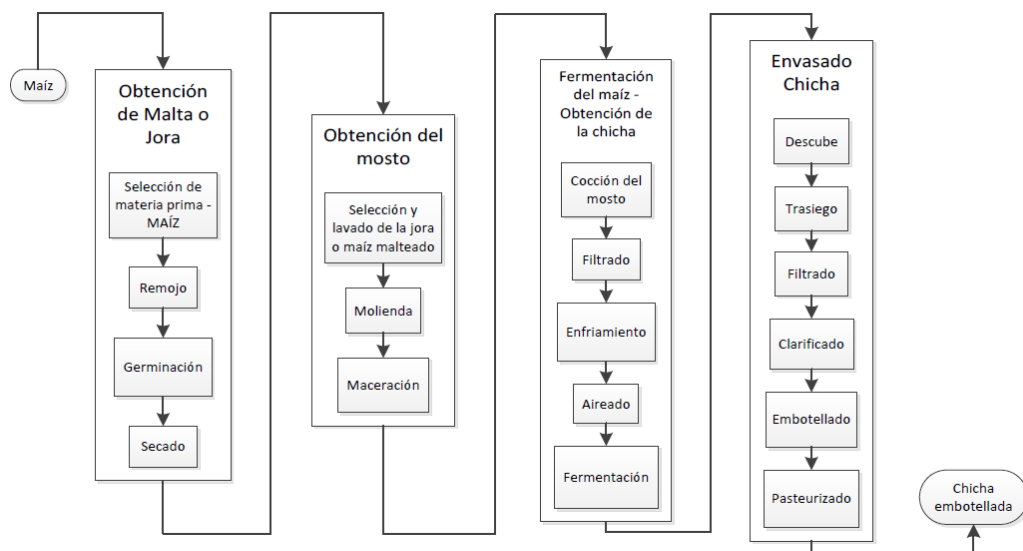 Maíz
Obtención
de Malta o
Jora
Selección de
materia prima -
MAÍZ
Remojo
Germinación
Secado
Obtención del
mosto
Selección y
lavado de la jora
o maíz malteado
Molienda
Maceración
Fermentación
del maíz -
Obtención de
la chicha
Cocción del
mosto
Filtrado
Enfriamiento
Aireado
Fermentación
Envasado
Chicha
Descube
Trasiego
Filtrado
Clarificado
Embotellado
Pasteurizado
Chicha
embotellada